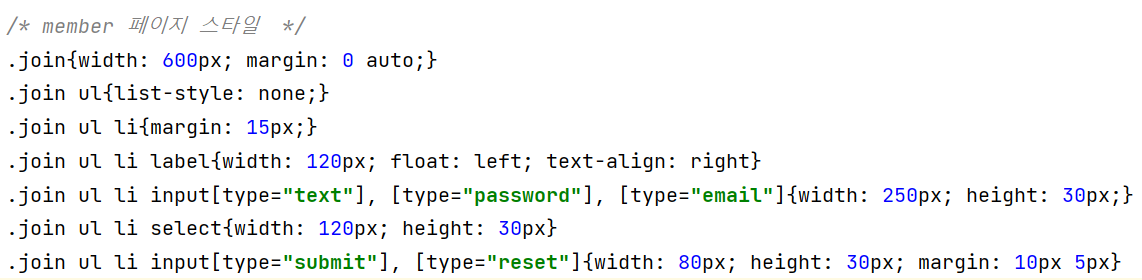 /* member 페이지 스타일  */
.join{width: 600px; margin: 0 auto;}
.join ul{list-style: none;}
.join ul li{margin: 15px;}
.join ul li label{width: 120px; float: left; text-align: right}
.join ul li input[type="text"], [type="password"], [type="email"]{width: 250px; height: 30px;}
.join ul li select{width: 120px; height: 30px}
.join ul li input[type="submit"], [type="reset"]{width: 80px; height: 30px; margin: 10px 5px}